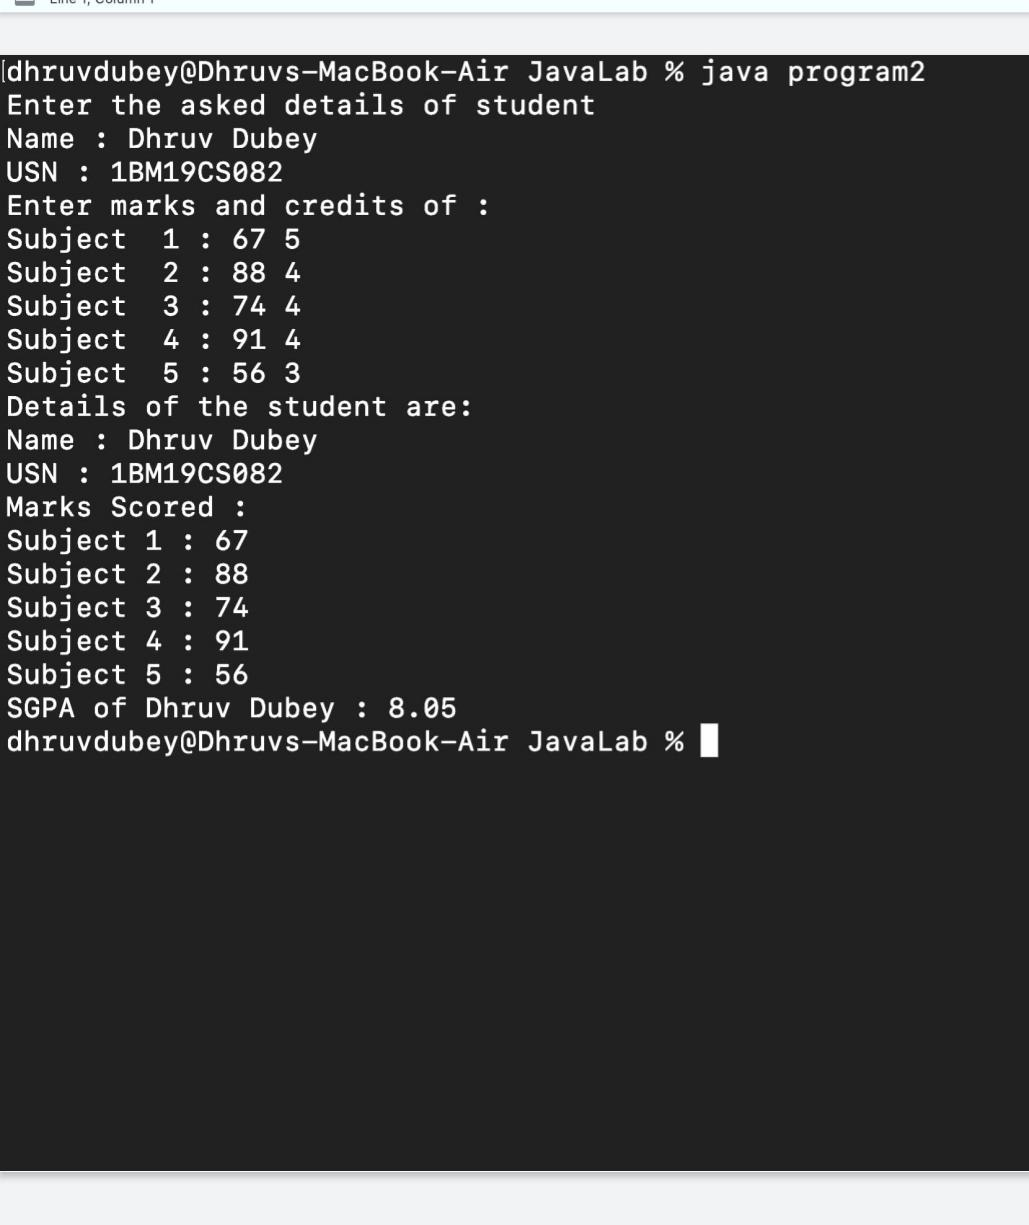 Line 1, Column 1
dhruvdubey@Dhruvs-MacBook-Air JavaLab % java program2
Enter the asked details of student
Name : Dhruv Dubey
USN : 1BM19CS082
Enter marks and credits of :
Subject  1 : 67 5
Subject  2 : 88 4
Subject  3 : 74 4
Subject  4 : 91 4
Subject  5 : 56 3
Details of the student are:
Name : Dhruv Dubey
USN : 1BM19CS082
Marks Scored :
Subject 1 : 67
Subject 2 : 88
Subject 3 : 74
Subject 4 : 91
Subject 5 : 56
SGPA of Dhruv Dubey : 8.05
dhruvdubey@Dhruvs-MacBook-Air JavaLab %